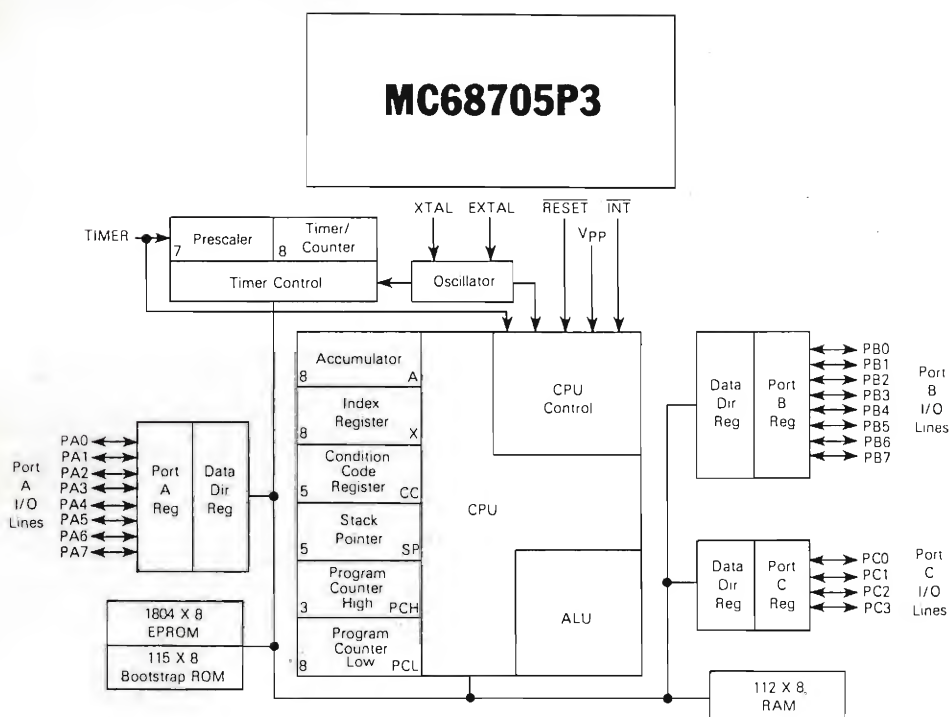 MC68705P3
XTAL EXTAL RESET INT
VPP
TIMER
7 Prescaler
8 Timer/
Counter
Timer Control
Oscillator
8 Accumulator A
8 Index
Register X
5 Condition
Code
Register CC
5 Stack
Pointer SP
3 Program
Counter
High PCH
8 Program
Counter
Low PCL
CPU
CPU
Control
ALU
Port
A
I/O
Lines
PA0
PA1
PA2
PA3
PA4
PA5
PA6
PA7
Port
A
Reg
Data
Dir
Reg
1804 X 8
EPROM
115 X 8
Bootstrap ROM
Data
Dir
Reg
Port
B
Reg
PB0
PB1
PB2
PB3
PB4
PB5
PB6
PB7
Port
B
I/O
Lines
Data
Dir
Reg
Port
C
Reg
PC0
PC1
PC2
PC3
Port
C
I/O
Lines
112 X 8
RAM